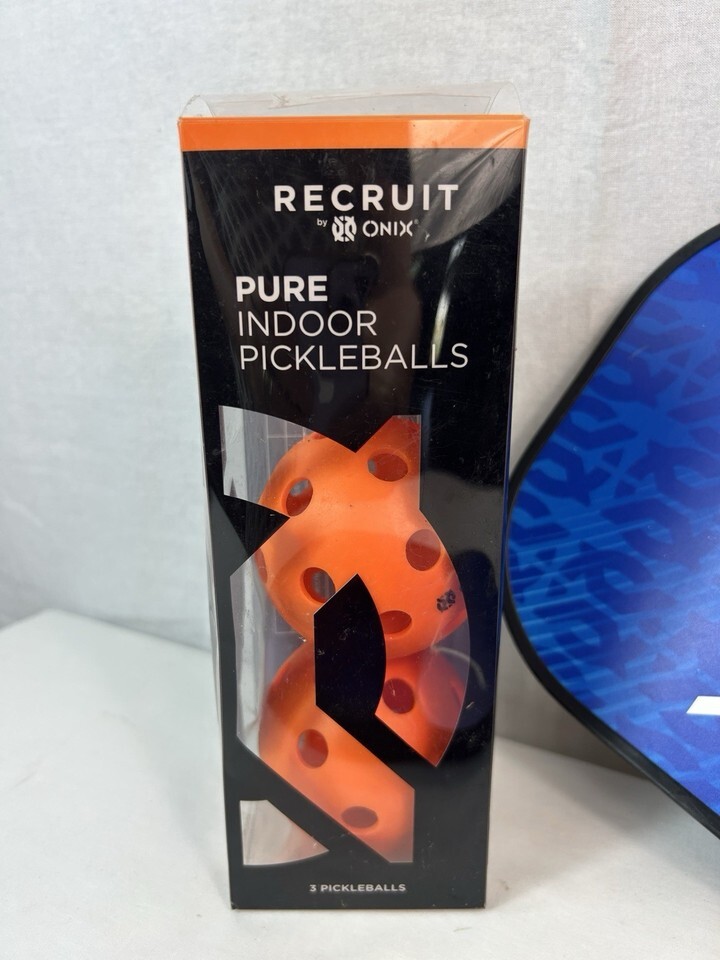 RECRUIT
by ONIX®
PURE
INDOOR
PICKLEBALLS
3 PICKLEBALLS